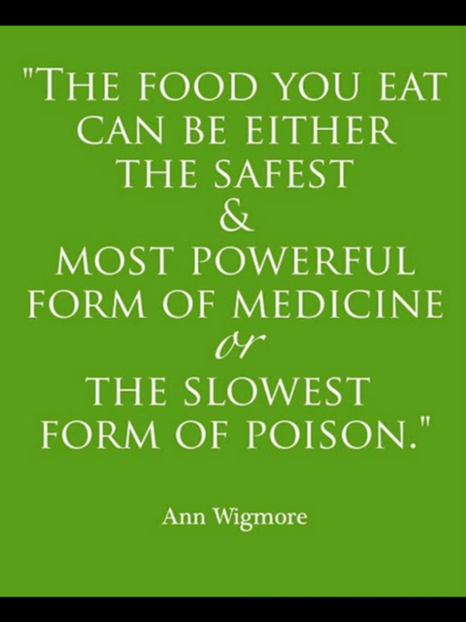 "THE FOOD YOU EAT
CAN BE EITHER
THE SAFEST
&
MOST POWERFUL
FORM OF MEDICINE
or
THE SLOWEST
FORM OF POISON."
Ann Wigmore